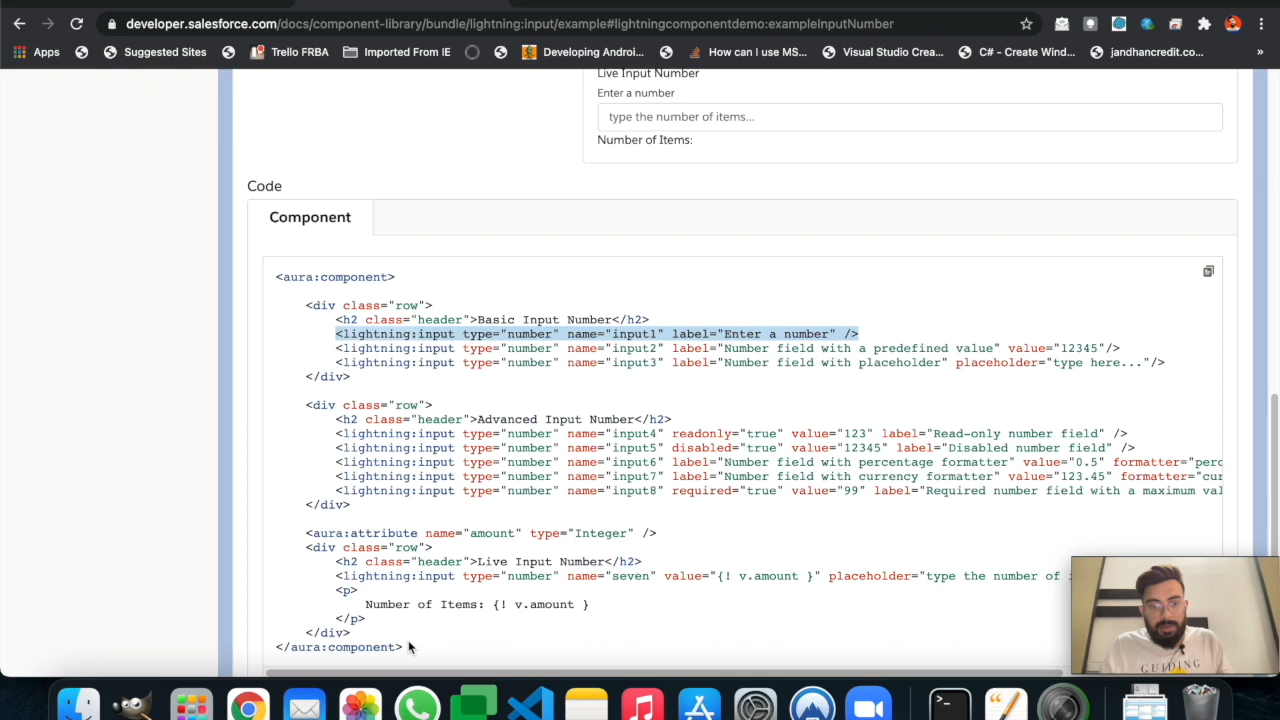 developer.salesforce.com/docs/component-library/bundle/lightning:input/example#lightningcomponentdemo:exampleInputNumber
Apps Suggested Sites Trello FRBA Imported From IE Developing Androi... How can I use MS... Visual Studio Crea... C# - Create Wind... jandhancredit.co... »
Live Input Number
Enter a number
type the number of items...
Number of Items:
Code
Component
<aura:component>
<div class="row">
<h2 class="header">Basic Input Number</h2>
<lightning:input type="number" name="input1" label="Enter a number" />
<lightning:input type="number" name="input2" label="Number field with a predefined value" value="12345"/>
<lightning:input type="number" name="input3" label="Number field with placeholder" placeholder="type here..."/>
</div>
<div class="row">
<h2 class="header">Advanced Input Number</h2>
<lightning:input type="number" name="input4" readonly="true" value="123" label="Read-only number field" />
<lightning:input type="number" name="input5" disabled="true" value="12345" label="Disabled number field" />
<lightning:input type="number" name="input6" label="Number field with percentage formatter" value="0.5" formatter="perc
<lightning:input type="number" name="input7" label="Number field with currency formatter" value="123.45" formatter="cur
<lightning:input type="number" name="input8" required="true" value="99" label="Required number field with a maximum val
</div>
<aura:attribute name="amount" type="Integer" />
<div class="row">
<h2 class="header">Live Input Number</h2>
<lightning:input type="number" name="seven" value="{! v.amount }" placeholder="type the number of i
<p>
Number of Items: {! v.amount }
</p>
</div>
</aura:component>
GUIDING